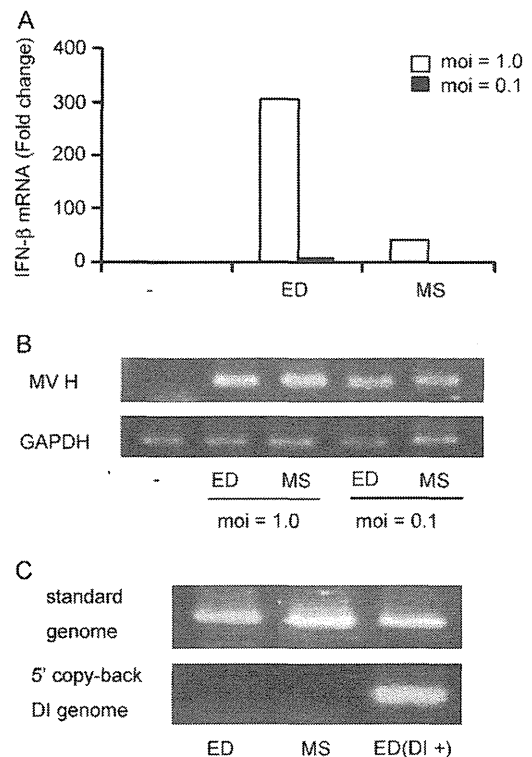 A
IFN-β mRNA (Fold change)
400
300
200
100
0
moi = 1.0
moi = 0.1
- ED MS
B
MV H
GAPDH
- ED MS ED MS
moi = 1.0 moi = 0.1
C
standard
genome
5' copy-back
DI genome
ED MS ED(DI +)